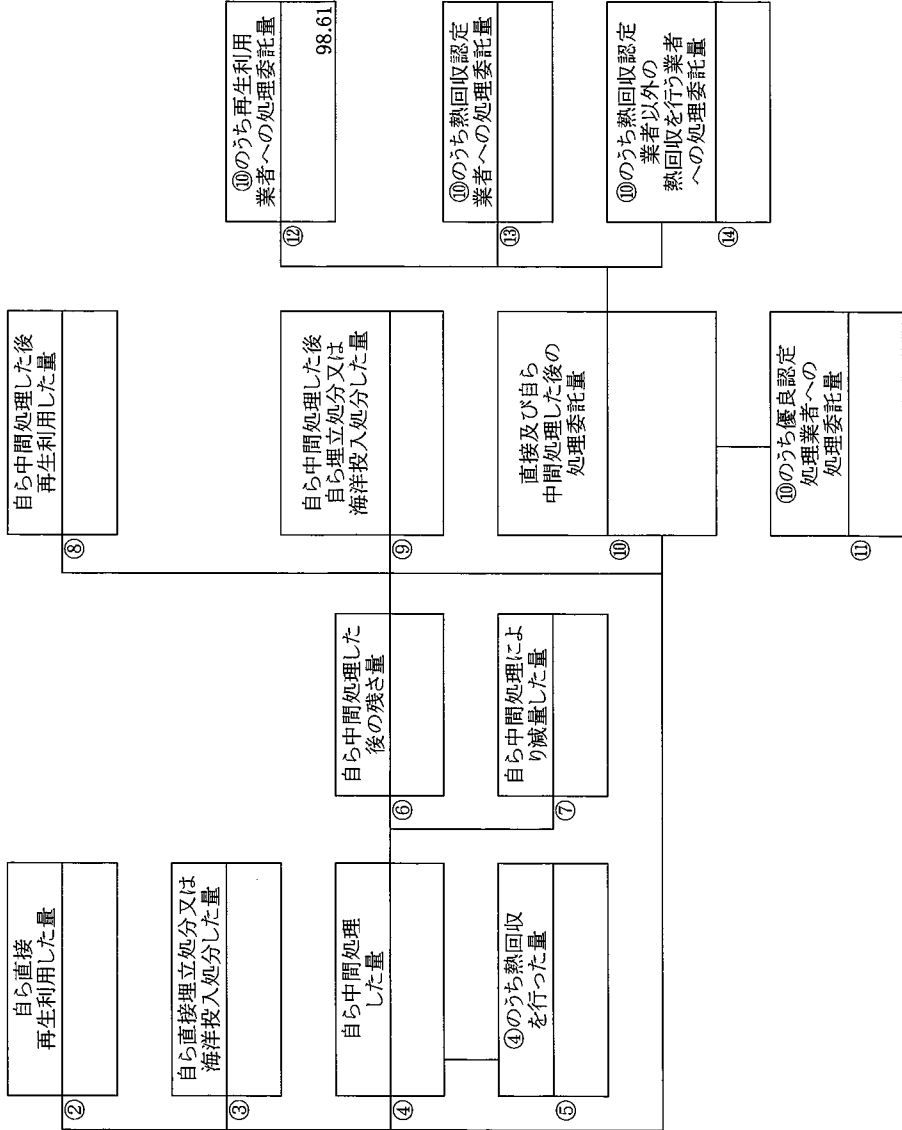 ②
自ら直接
再生利用した量
③
自ら直接埋立処分又は
海洋投入処分した量
④
自ら中間処理
した量
⑤
④のうち熱回収
を行った量
⑥
自ら中間処理した
後の残さ量
⑦
自ら中間処理によ
り減量した量
⑧
自ら中間処理した後
再生利用した量
⑨
自ら中間処理した後
自ら埋立処分又は
海洋投入処分した量
⑩
直接及び自ら
中間処理した後の
処理委託量
⑪
⑩のうち優良認定
処理業者への
処理委託量
⑫
⑩のうち再生利用
業者への処理委託量
98.61
⑬
⑩のうち熱回収認定
業者への処理委託量
⑭
⑩のうち熱回収認定
業者以外の
熱回収を行う業者
への処理委託量